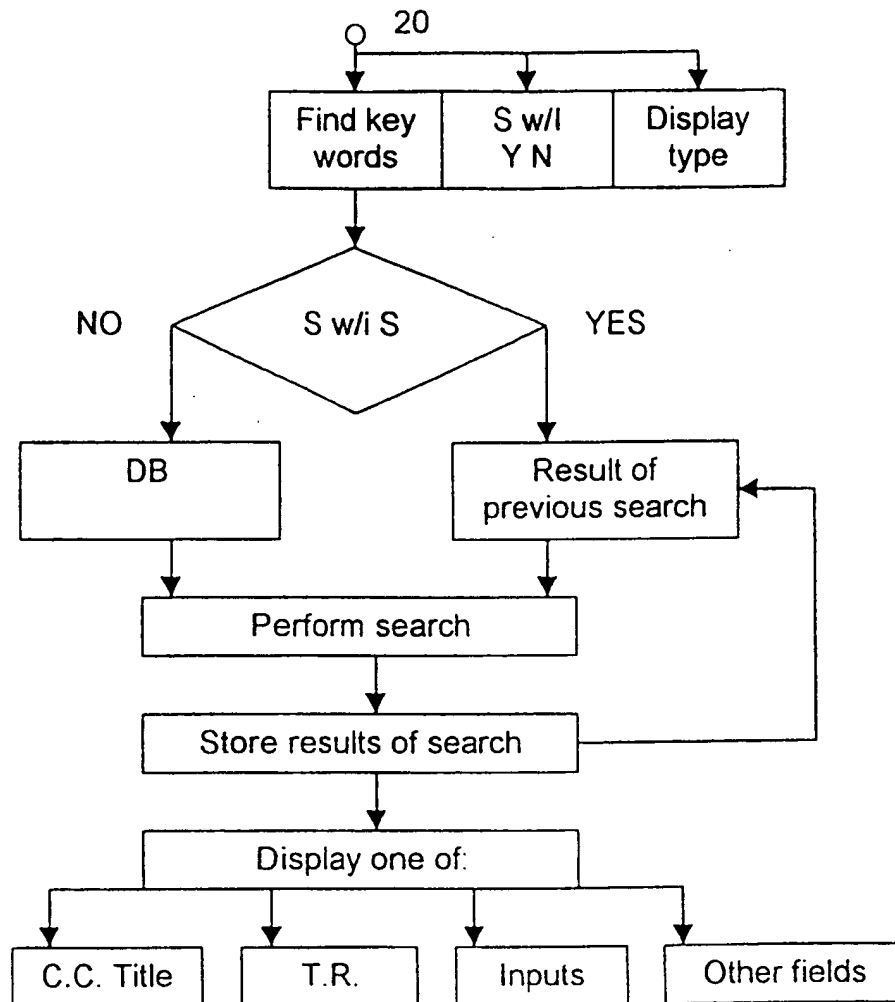 20
Find key
words
S w/I
Y N
Display
type
NO
S w/i S
YES
DB
Result of
previous search
Perform search
Store results of search
Display one of:
C.C. Title
T.R.
Inputs
Other fields